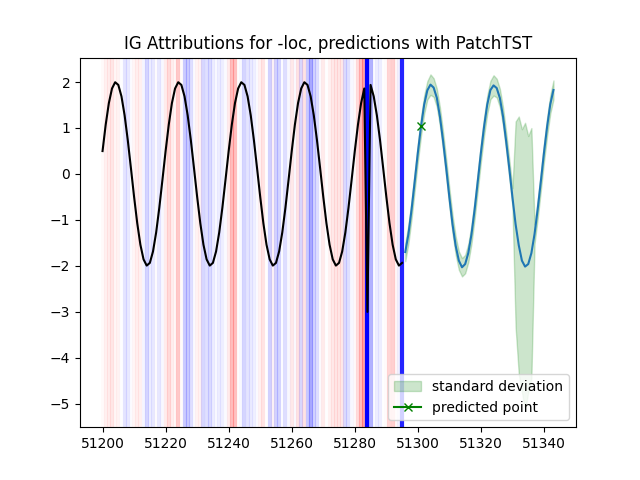 IG Attributions for -loc, predictions with PatchTST
2
1
0
−1
−2
−3
−4
−5
standard deviation
predicted point
51200 51220 51240 51260 51280 51300 51320 51340